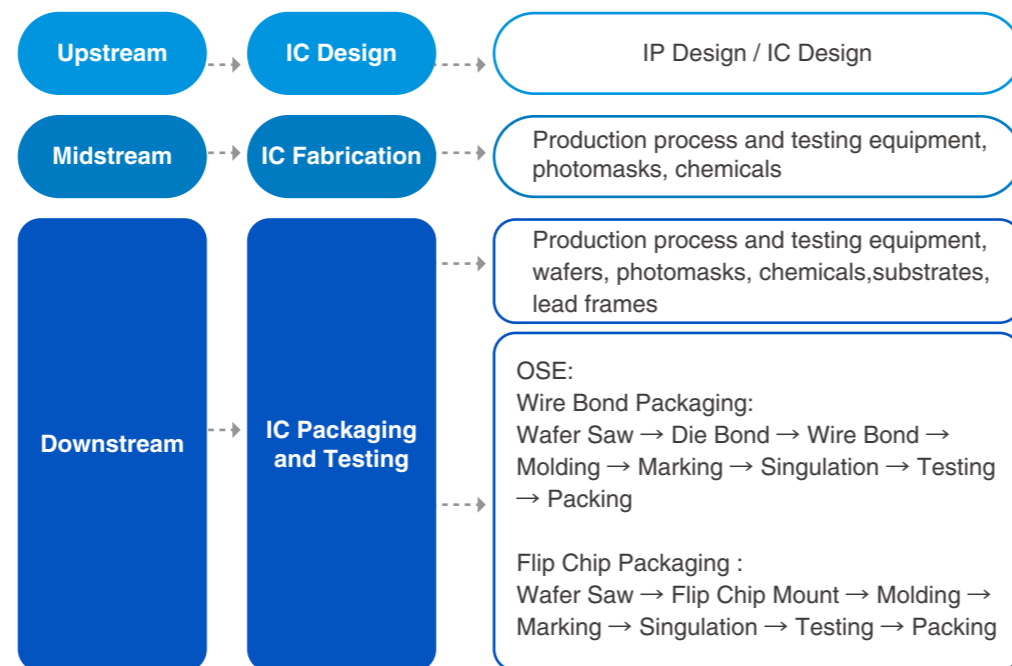 Upstream
IC Design
IP Design / IC Design
Midstream
IC Fabrication
Production process and testing equipment,
photomasks, chemicals
Downstream
IC Packaging
and Testing
Production process and testing equipment,
wafers, photomasks, chemicals,substrates,
lead frames
OSE:
Wire Bond Packaging:
Wafer Saw → Die Bond → Wire Bond →
Molding → Marking → Singulation → Testing
→ Packing
Flip Chip Packaging :
Wafer Saw → Flip Chip Mount → Molding →
Marking → Singulation → Testing → Packing